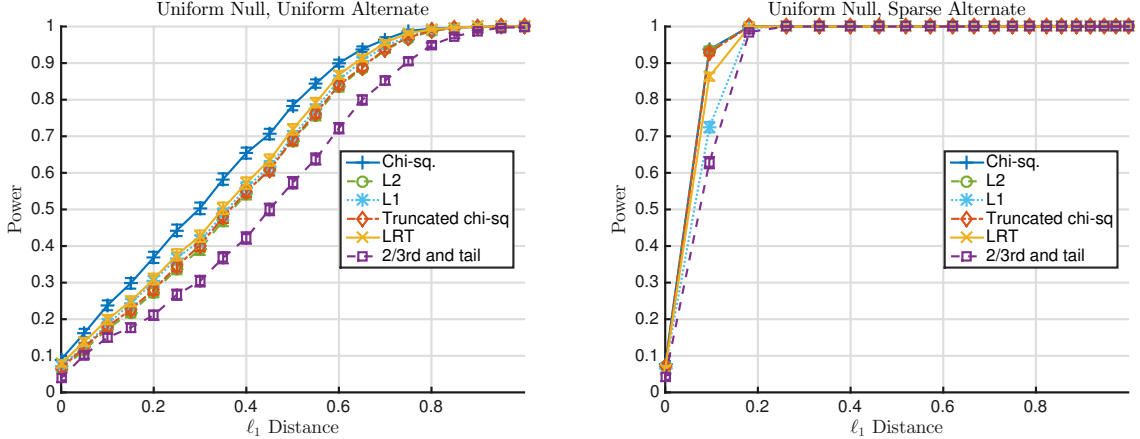 Uniform Null, Uniform Alternate
1
0.9
0.8
0.7
0.6
0.5
0.4
0.3
0.2
0.1
0
Power
Chi-sq.
L2
L1
Truncated chi-sq
LRT
2/3rd and tail
0
0.2
0.4
0.6
0.8
ℓ₁ Distance
Uniform Null, Sparse Alternate
1
0.9
0.8
0.7
0.6
0.5
0.4
0.3
0.2
0.1
0
Power
Chi-sq.
L2
L1
Truncated chi-sq
LRT
2/3rd and tail
0
0.2
0.4
0.6
0.8
ℓ₁ Distance